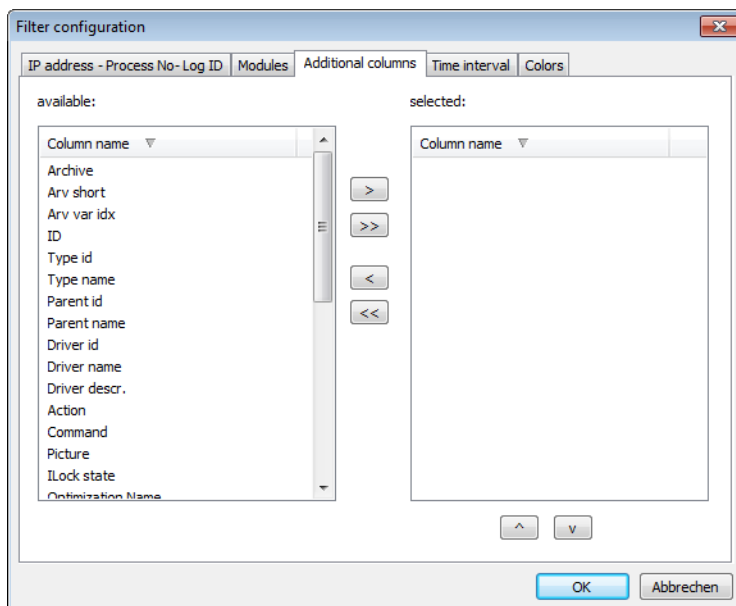 Filter configuration
IP address - Process No- Log ID Modules Additional columns Time interval Colors
available: selected:
Column name Column name
Archive
Arv short
Arv var idx
ID
Type id
Type name
Parent id
Parent name
Driver id
Driver name
Driver descr.
Action
Command
Picture
ILock state
Optimization Name
>
>>
<
<<
^ v
OK Abbrechen